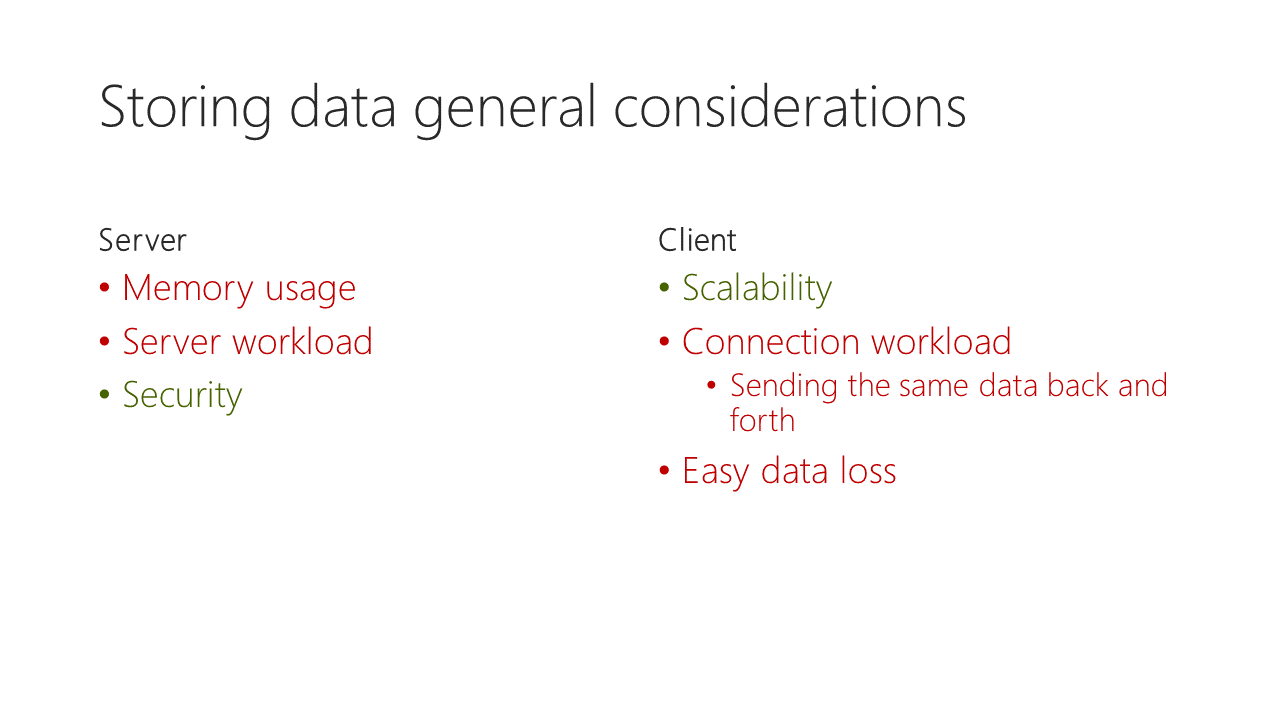 Storing data general considerations
Server
• Memory usage
• Server workload
• Security
Client
• Scalability
• Connection workload
• Sending the same data back and
forth
• Easy data loss